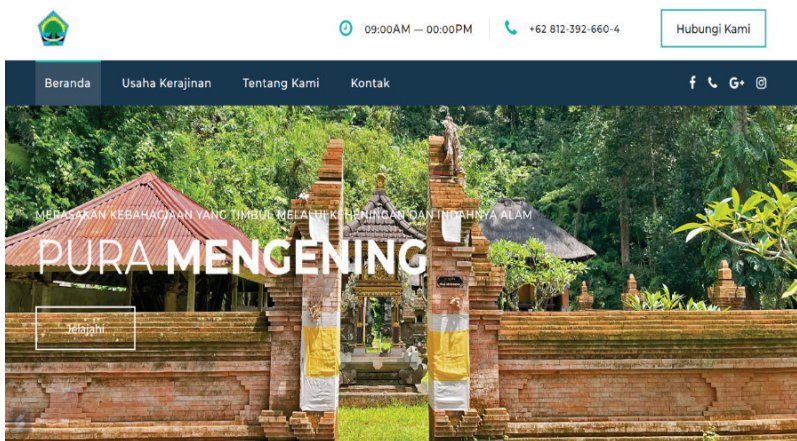 09:00AM — 00:00PM
+62 812-392-660-4
Hubungi Kami
Beranda Usaha Kerajinan Tentang Kami Kontak
MERASAKAN KEBAHAGIAAN YANG TIMBUL MELALUI KEHENINGAN DAN INDAHNYA ALAM
PURA MENGENING
Jelajahi